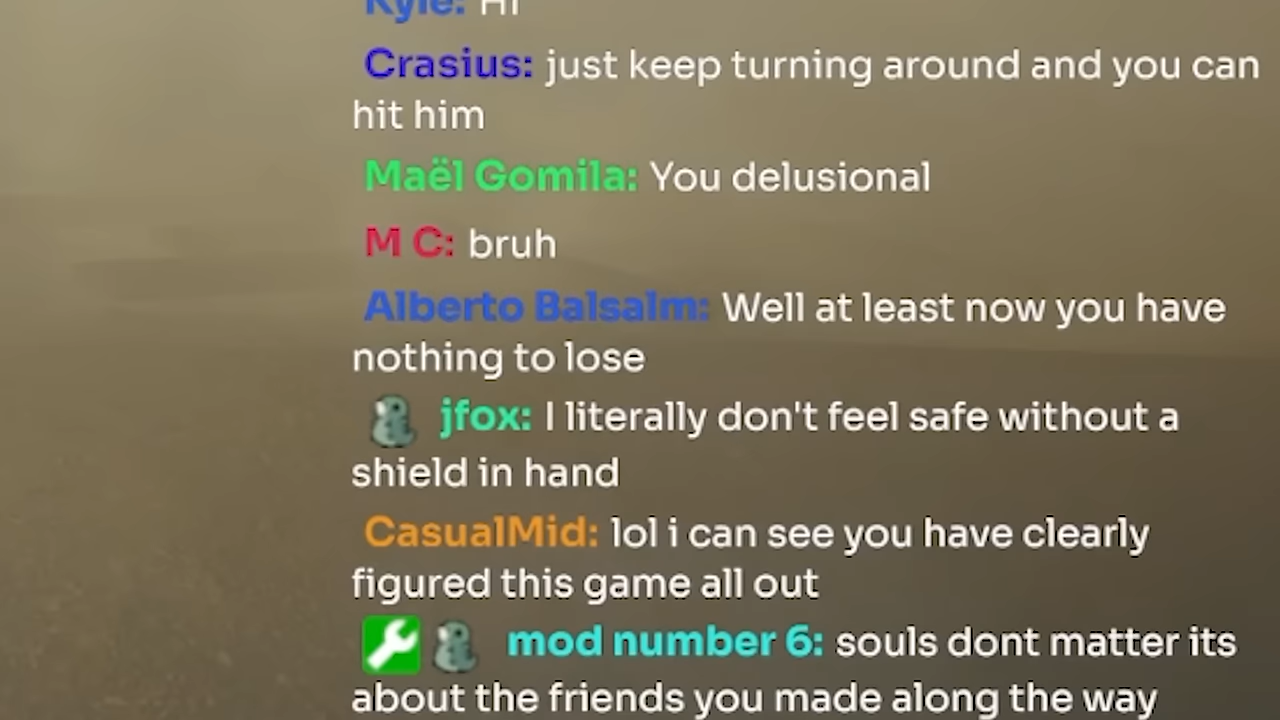 Kyle: Hi
Crasius: just keep turning around and you can
hit him
Maël Gomila: You delusional
M C: bruh
Alberto Balsalm: Well at least now you have
nothing to lose
jfox: I literally don't feel safe without a
shield in hand
CasualMid: lol i can see you have clearly
figured this game all out
mod number 6: souls dont matter its
about the friends you made along the way